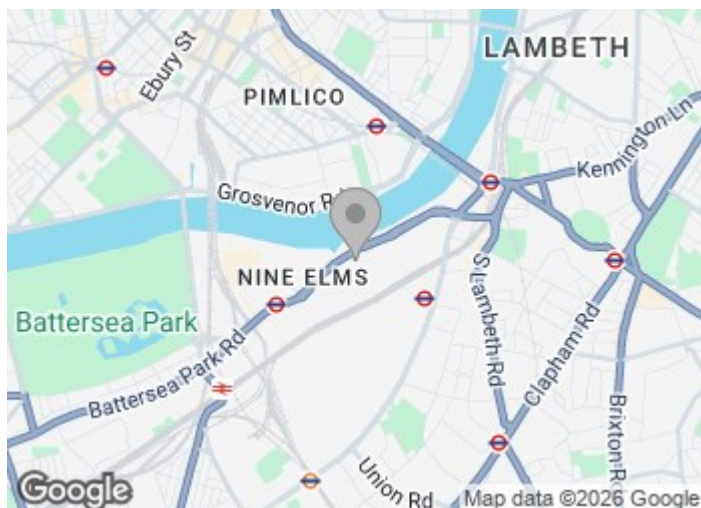 Ebury St
LAMBETH
PIMLICO
Kennington Ln
Grosvenor Rd
NINE ELMS
S Lambeth Rd
Clapham Rd
Battersea Park
Battersea Park Rd
Brixton Rd
Union Rd
Google
Map data ©2026 Google